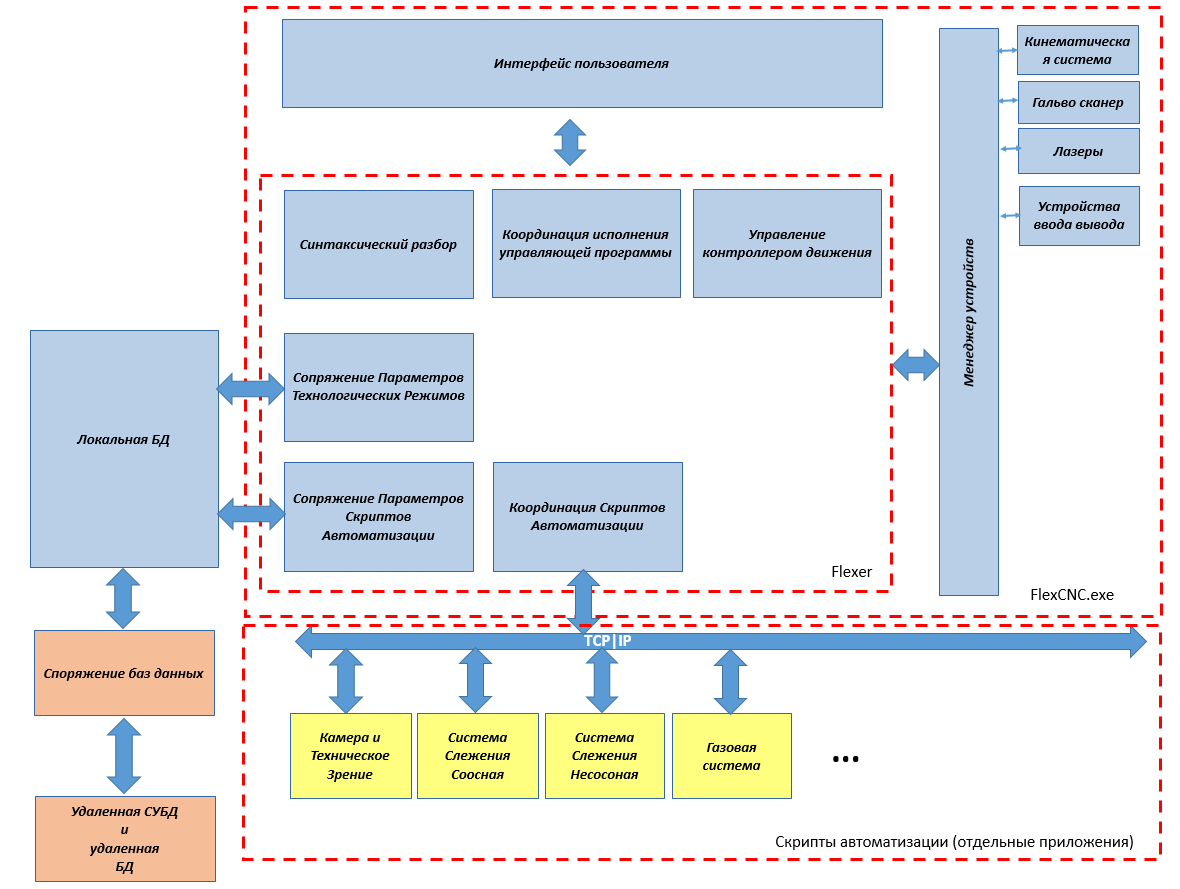 Интерфейс пользователя
Кинематическа
я система
Гальво сканер
Лазеры
Устройства
ввода вывода
Менеджер устройств
Синтаксический разбор
Координация исполнения
управляющей программы
Управление
контроллером движения
Сопряжение Параметров
Технологических Режимов
Локальная БД
Сопряжение Параметров
Скриптов
Автоматизации
Координация Скриптов
Автоматизации
Flexer
FlexCNC.exe
TCP|IP
Споряжение баз данных
Камера и
Техническое
Зрение
Система
Слежения
Соосная
Система
Слежения
Несосоная
Газовая
система
...
Удаленная СУБД
и
удаленная
БД
Скрипты автоматизации (отдельные приложения)